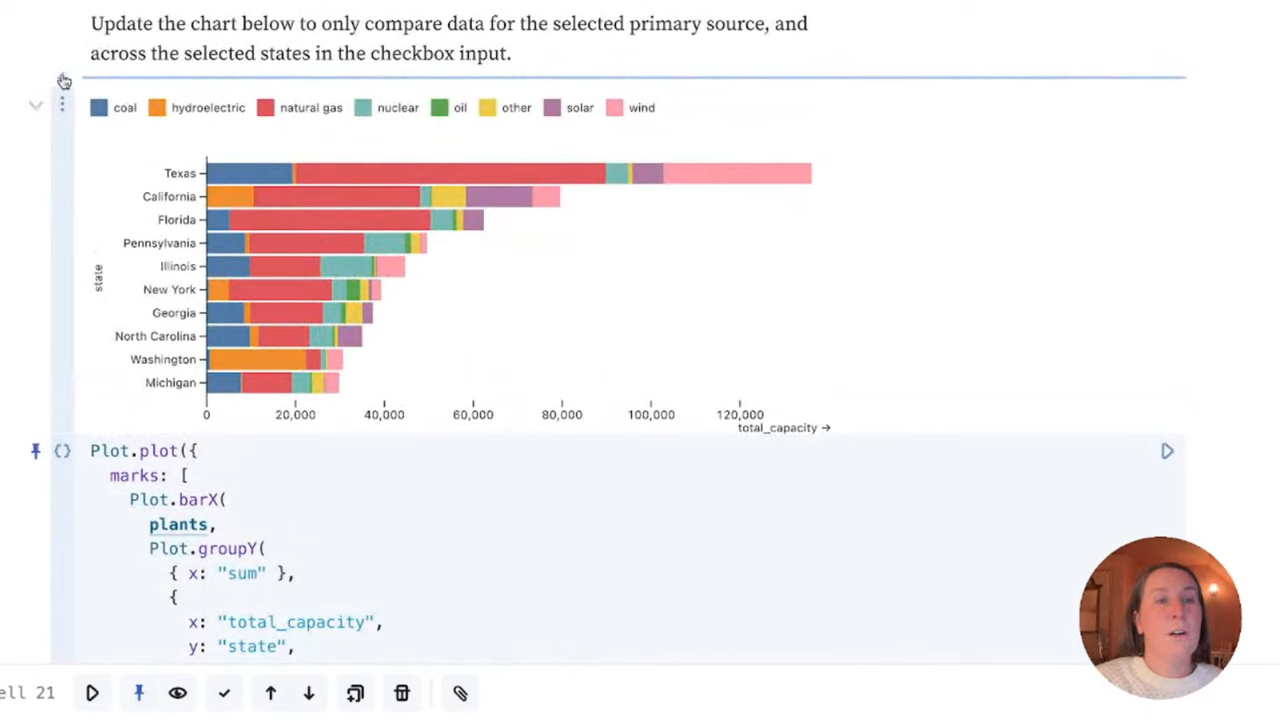 Update the chart below to only compare data for the selected primary source, and
across the selected states in the checkbox input.
coal hydroelectric natural gas nuclear oil other solar wind
Texas
California
Florida
Pennsylvania
Illinois
state
New York
Georgia
North Carolina
Washington
Michigan
0 20,000 40,000 60,000 80,000 100,000 120,000
total_capacity →
Plot.plot({
marks: [
Plot.barX(
plants,
Plot.groupY(
{ x: "sum" },
{
x: "total_capacity",
y: "state",
ell 21